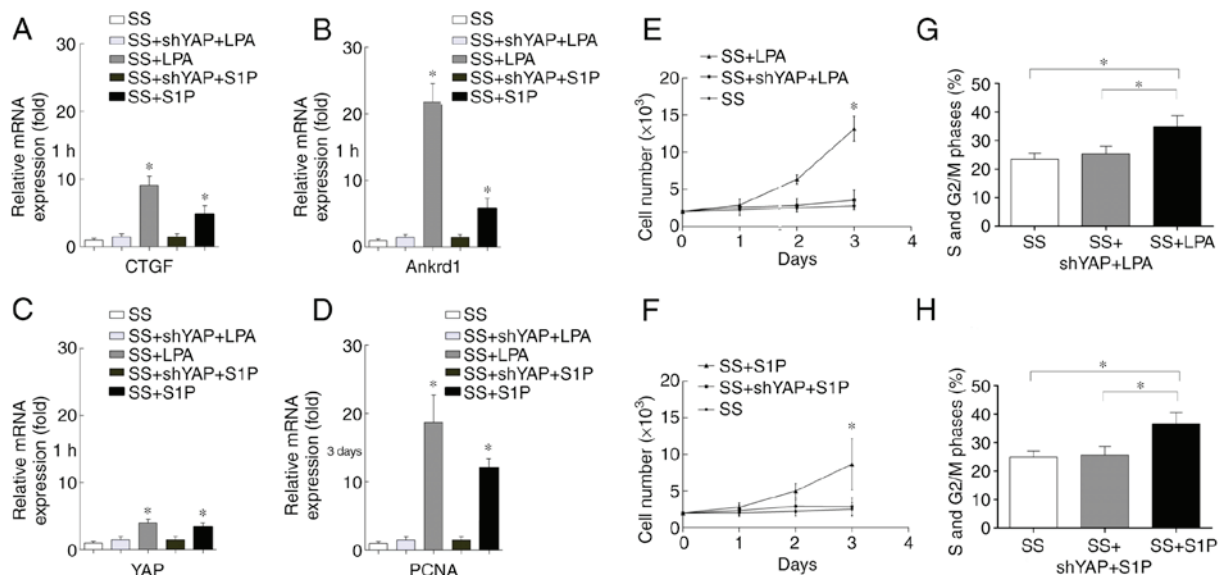 A
SS
SS+shYAP+LPA
SS+LPA
SS+shYAP+S1P
SS+S1P
30
20
10
0
Relative mRNA
expression (fold)
1 h
*
*
CTGF
B
SS
SS+shYAP+LPA
SS+LPA
SS+shYAP+S1P
SS+S1P
30
20
10
0
Relative mRNA
expression (fold)
1 h
*
*
Ankrd1
E
SS+LPA
SS+shYAP+LPA
SS
15
10
5
0
Cell number (×10³)
*
0 1 2 3 4
Days
G
50
40
30
20
10
0
S and G2/M phases (%)
*
*
SS SS+ SS+LPA
shYAP+LPA
C
SS
SS+shYAP+LPA
SS+LPA
SS+shYAP+S1P
SS+S1P
30
20
10
0
Relative mRNA
expression (fold)
1 h
*
*
YAP
D
SS
SS+shYAP+LPA
SS+LPA
SS+shYAP+S1P
SS+S1P
30
20
10
0
Relative mRNA
expression (fold)
3 days
*
*
PCNA
F
SS+S1P
SS+shYAP+S1P
SS
15
10
5
0
Cell number (×10³)
*
0 1 2 3 4
Days
H
50
40
30
20
10
0
S and G2/M phases (%)
*
*
SS SS+ SS+S1P
shYAP+S1P